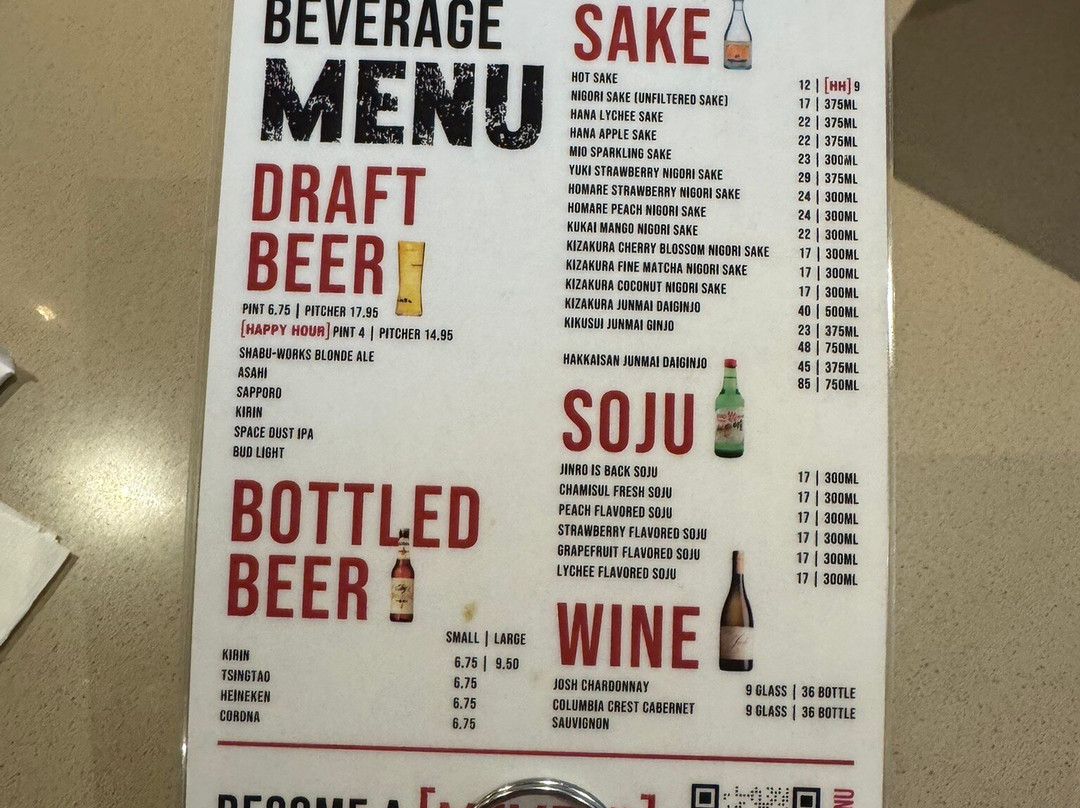 BEVERAGE
MENU
DRAFT
BEER
PINT 6.75 | PITCHER 17.95
[HAPPY HOUR] PINT 4 | PITCHER 14.95
SHABU-WORKS BLONDE ALE
ASAHI
SAPPORO
KIRIN
SPACE DUST IPA
BUD LIGHT
BOTTLED
BEER
SMALL | LARGE
KIRIN 6.75 | 9.50
TSINGTAO 6.75
HEINEKEN 6.75
CORONA 6.75
SAKE
HOT SAKE 12 | [HH] 9
NIGORI SAKE (UNFILTERED SAKE) 17 | 375ML
HANA LYCHEE SAKE 22 | 375ML
HANA APPLE SAKE 22 | 375ML
MIO SPARKLING SAKE 23 | 300ML
YUKI STRAWBERRY NIGORI SAKE 29 | 375ML
HOMARE STRAWBERRY NIGORI SAKE 24 | 300ML
HOMARE PEACH NIGORI SAKE 24 | 300ML
KUKAI MANGO NIGORI SAKE 22 | 300ML
KIZAKURA CHERRY BLOSSOM NIGORI SAKE 17 | 300ML
KIZAKURA FINE MATCHA NIGORI SAKE 17 | 300ML
KIZAKURA COCONUT NIGORI SAKE 17 | 300ML
KIZAKURA JUNMAI DAIGINJO 40 | 500ML
KIKUSUI JUNMAI GINJO 23 | 375ML
48 | 750ML
HAKKAISAN JUNMAI DAIGINJO 45 | 375ML
85 | 750ML
SOJU
JINRO IS BACK SOJU 17 | 300ML
CHAMISUL FRESH SOJU 17 | 300ML
PEACH FLAVORED SOJU 17 | 300ML
STRAWBERRY FLAVORED SOJU 17 | 300ML
GRAPEFRUIT FLAVORED SOJU 17 | 300ML
LYCHEE FLAVORED SOJU 17 | 300ML
WINE
JOSH CHARDONNAY 9 GLASS | 36 BOTTLE
COLUMBIA CREST CABERNET 9 GLASS | 36 BOTTLE
SAUVIGNON
BECOME A